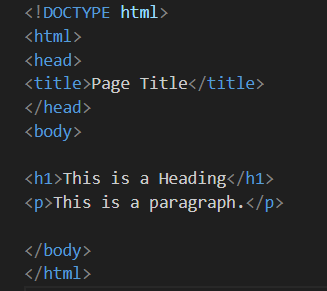 <!DOCTYPE html>
<html>
<head>
<title>Page Title</title>
</head>
<body>
<h1>This is a Heading</h1>
<p>This is a paragraph.</p>
</body>
</html>